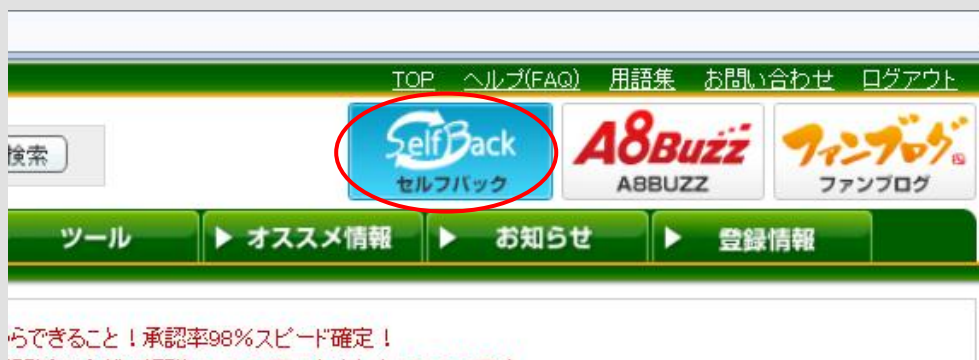 TOP ヘルプ(FAQ) 用語集 お問い合わせ ログアウト
検索
SelfBack A8Buzz ファンブログ
セルフバック A8BUZZ ファンブログ
ツール ▶ オススメ情報 ▶ お知らせ ▶ 登録情報
らできること！承認率98%スピード確定！